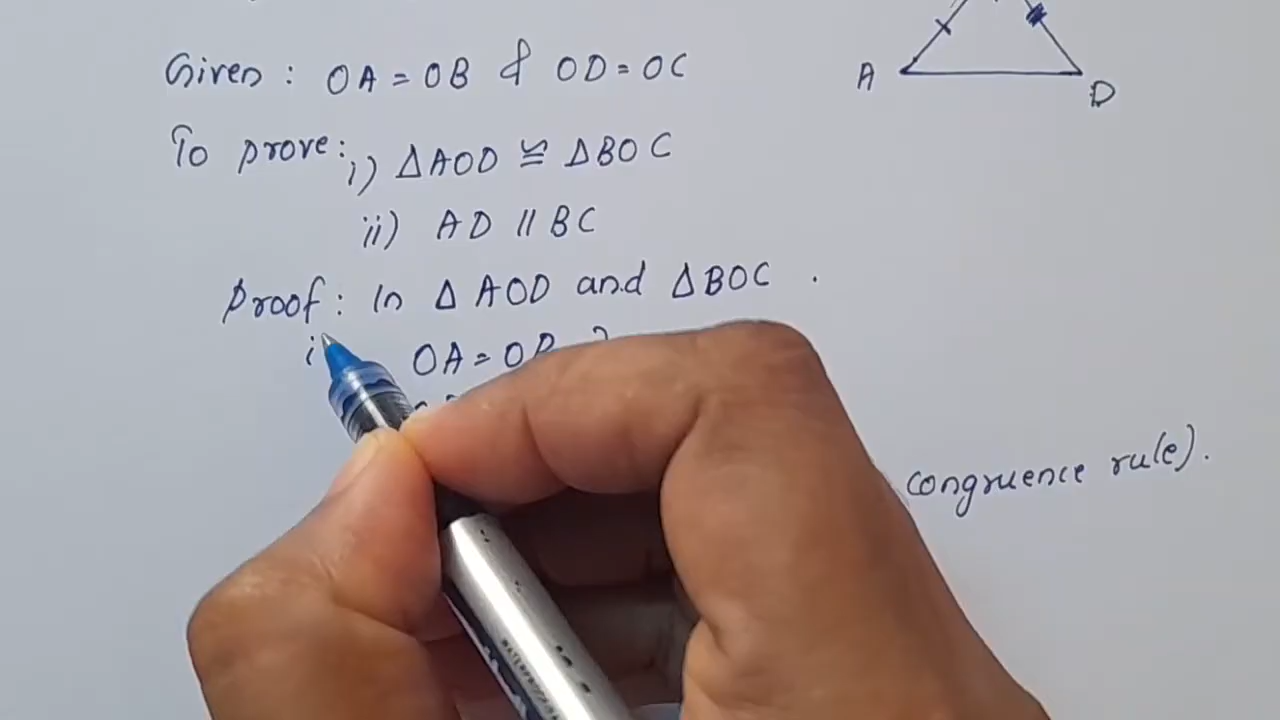 Given: OA = OB & OD = OC
A
D
To prove: i) ΔAOD ≅ ΔBOC
ii) AD || BC
Proof: In Δ AOD and ΔBOC.
i OA = OB
congruence rule).